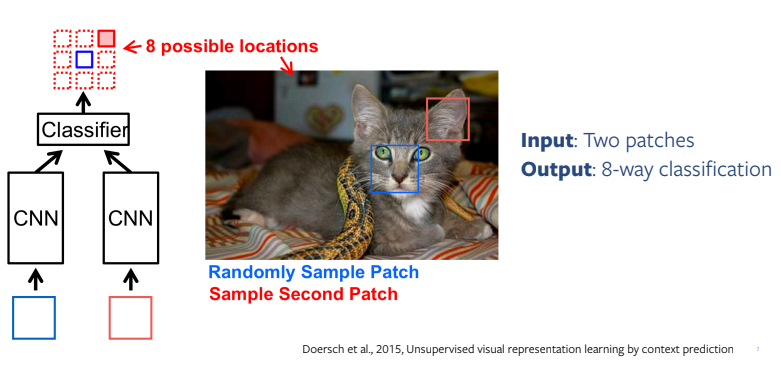 8 possible locations
Classifier
CNN
CNN
Randomly Sample Patch
Sample Second Patch
Input: Two patches
Output: 8-way classification
Doersch et al., 2015, Unsupervised visual representation learning by context prediction